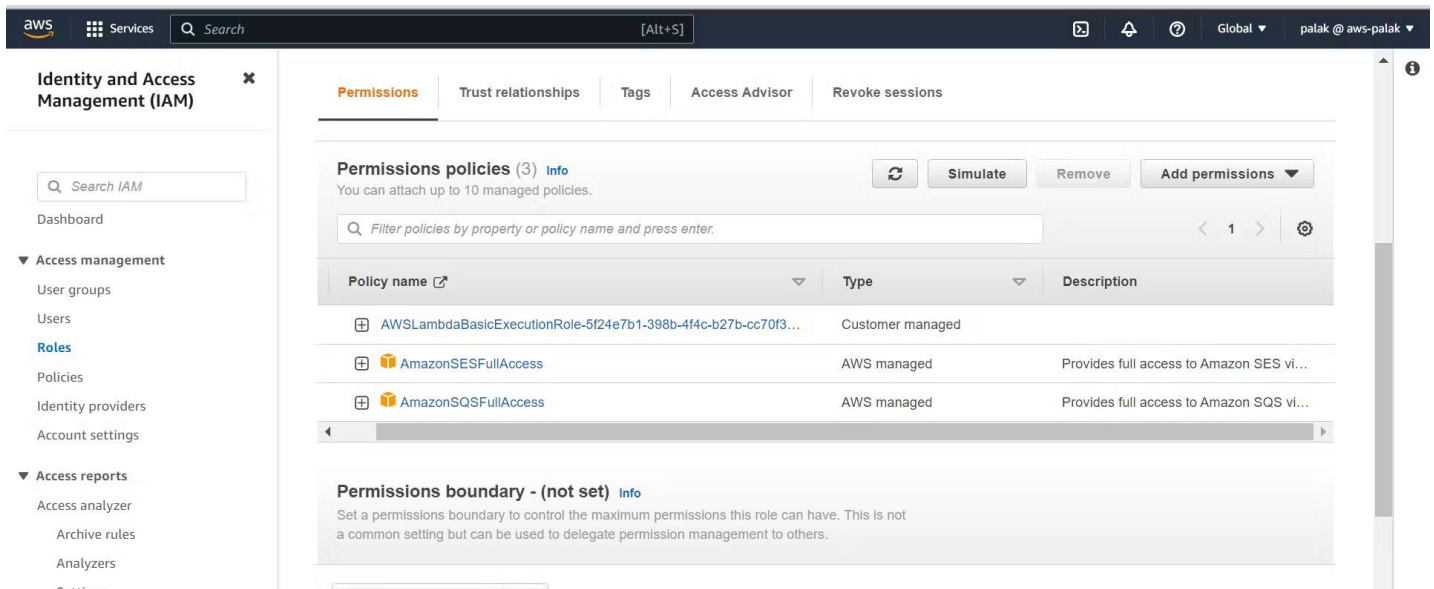 aws Services Search [Alt+S] Global palak @ aws-palak
Identity and Access
Management (IAM)
Search IAM
Dashboard
Access management
User groups
Users
Roles
Policies
Identity providers
Account settings
Access reports
Access analyzer
Archive rules
Analyzers
Permissions Trust relationships Tags Access Advisor Revoke sessions
Permissions policies (3) Info
You can attach up to 10 managed policies.
Simulate Remove Add permissions
Filter policies by property or policy name and press enter.
1
Policy name Type Description
AWSLambdaBasicExecutionRole-5f24e7b1-398b-4f4c-b27b-cc70f3... Customer managed
AmazonSESFullAccess AWS managed Provides full access to Amazon SES vi...
AmazonSQSFullAccess AWS managed Provides full access to Amazon SQS vi...
Permissions boundary - (not set) Info
Set a permissions boundary to control the maximum permissions this role can have. This is not
a common setting but can be used to delegate permission management to others.